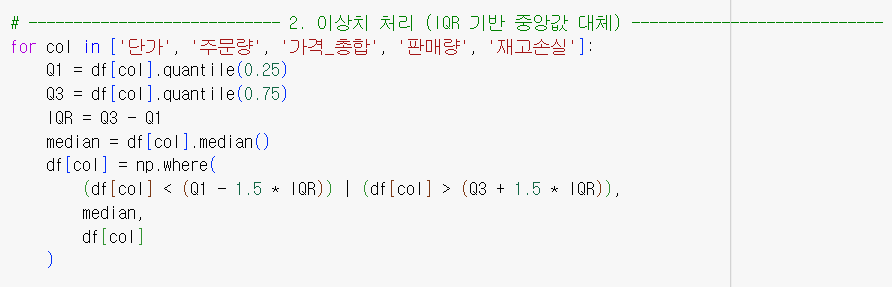 # ---------------------------- 2. 이상치 처리 (IQR 기반 중앙값 대체) ----------------------------
for col in ['단가', '주문량', '가격_총합', '판매량', '재고손실']:
    Q1 = df[col].quantile(0.25)
    Q3 = df[col].quantile(0.75)
    IQR = Q3 - Q1
    median = df[col].median()
    df[col] = np.where(
        (df[col] < (Q1 - 1.5 * IQR)) | (df[col] > (Q3 + 1.5 * IQR)),
        median,
        df[col]
    )